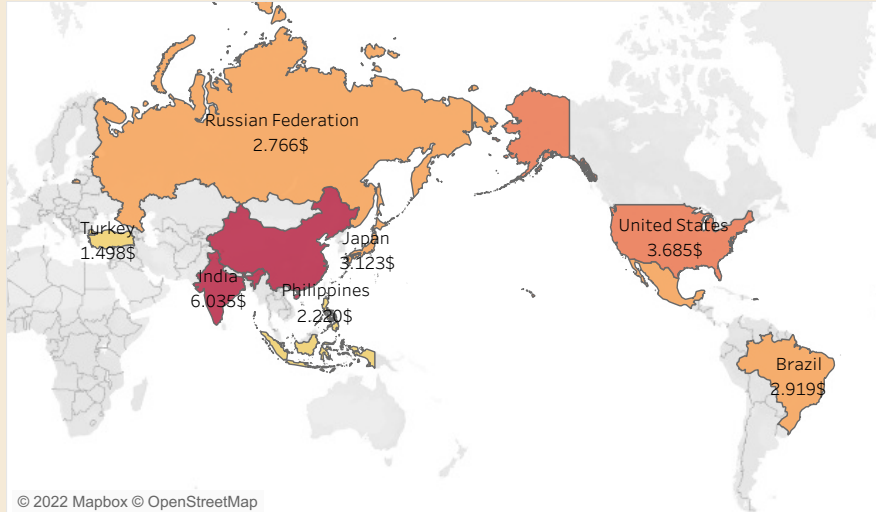 Russian Federation
2.766$
Turkey
1.498$
Japan
3.123$
India
6.035$
Philippines
2.220$
United States
3.685$
Brazil
2.919$
© 2022 Mapbox © OpenStreetMap